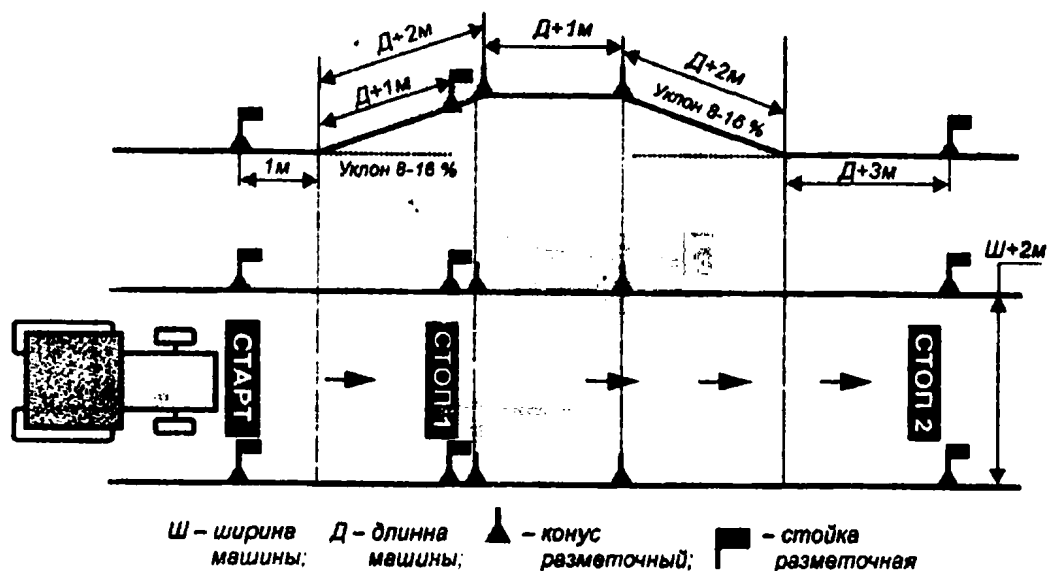 Д+2м
Д+1м
Д+1м
Д+2м
Уклон 8-16 %
1м
Уклон 8-16 %
Д+3м
Ш+2м
СТАРТ
СТОП 1
СТОП 2
Ш – ширина машины;
Д – длинна машины;
– конус разметочный;
– стойка разметочная